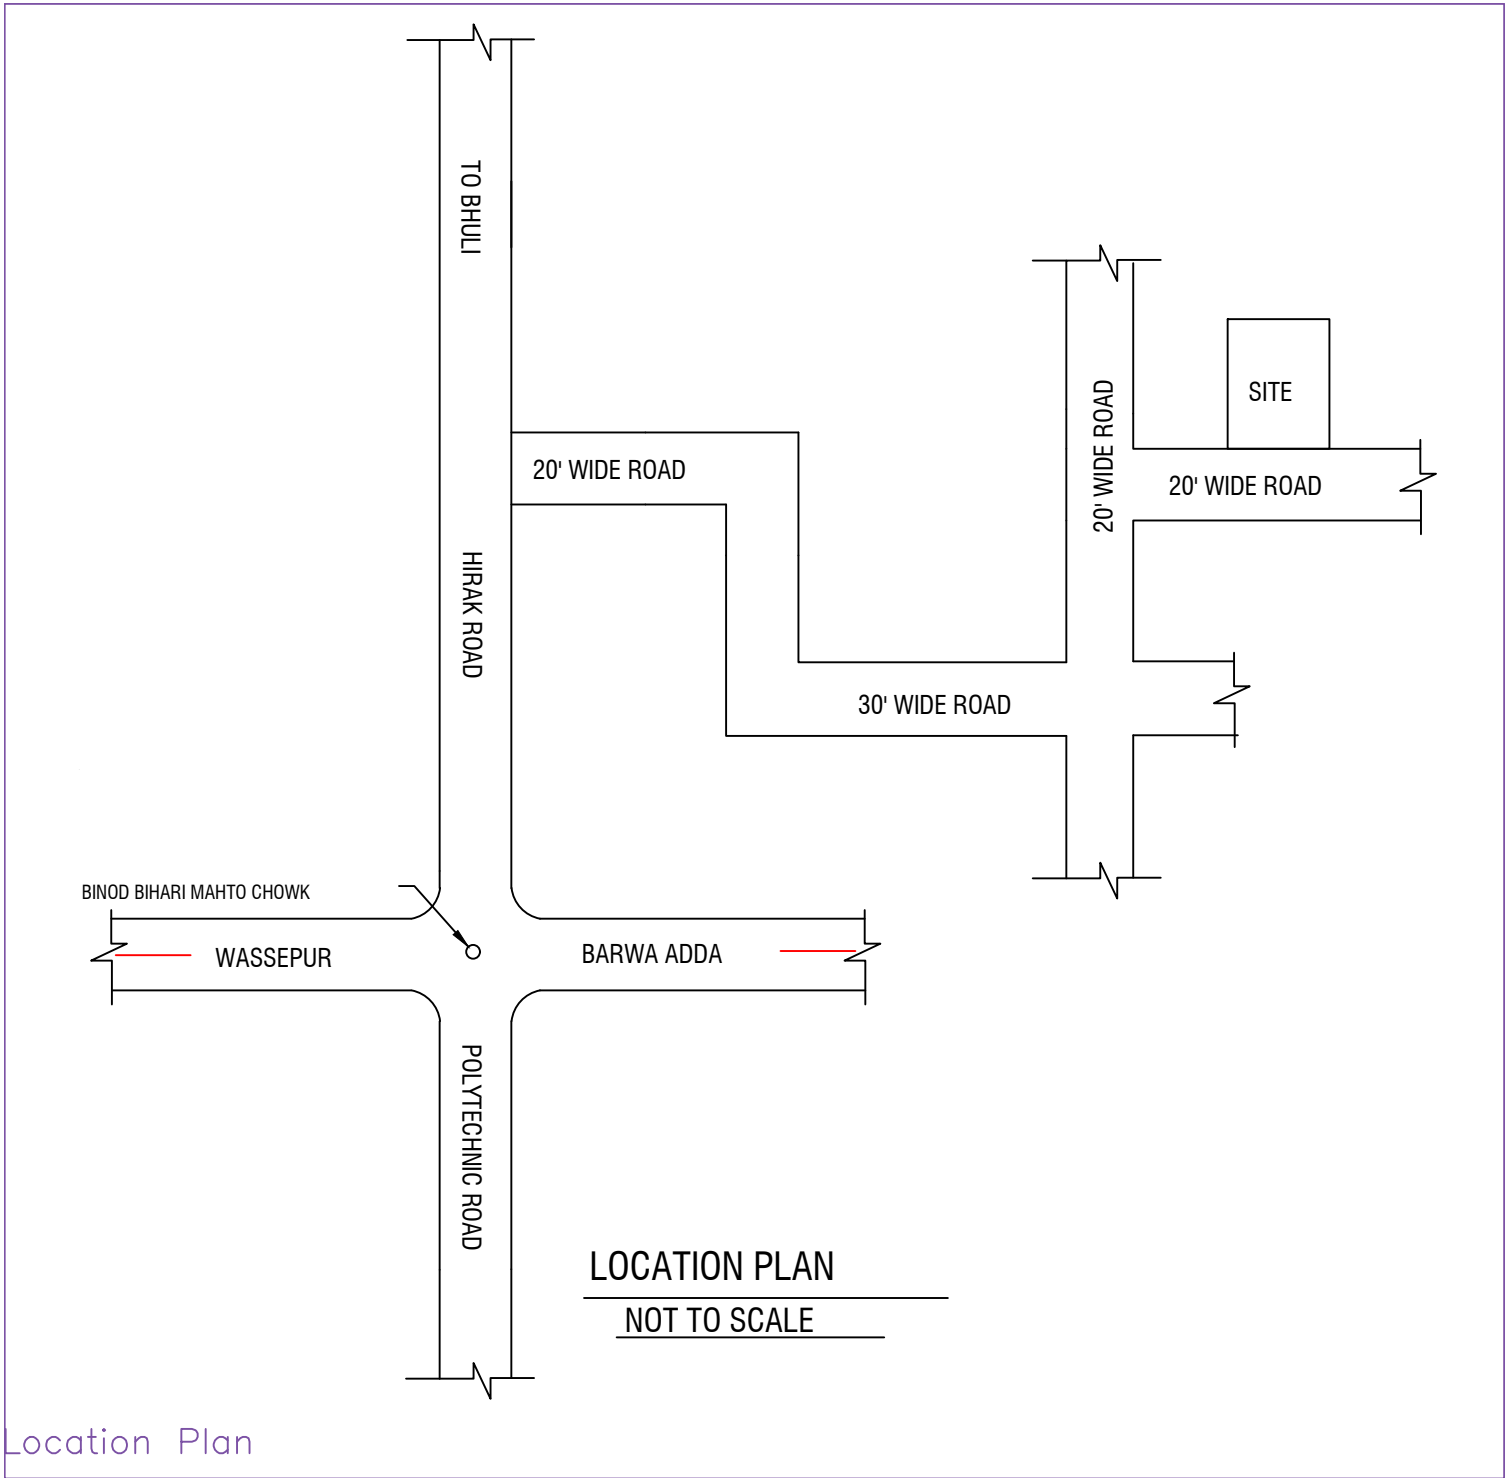 TO BHULI
SITE
20' WIDE ROAD
20' WIDE ROAD
20' WIDE ROAD
HIRAK ROAD
30' WIDE ROAD
BINOD BIHARI MAHTO CHOWK
WASSEPUR
BARWA ADDA
POLYTECHNIC ROAD
LOCATION PLAN
NOT TO SCALE
Location Plan